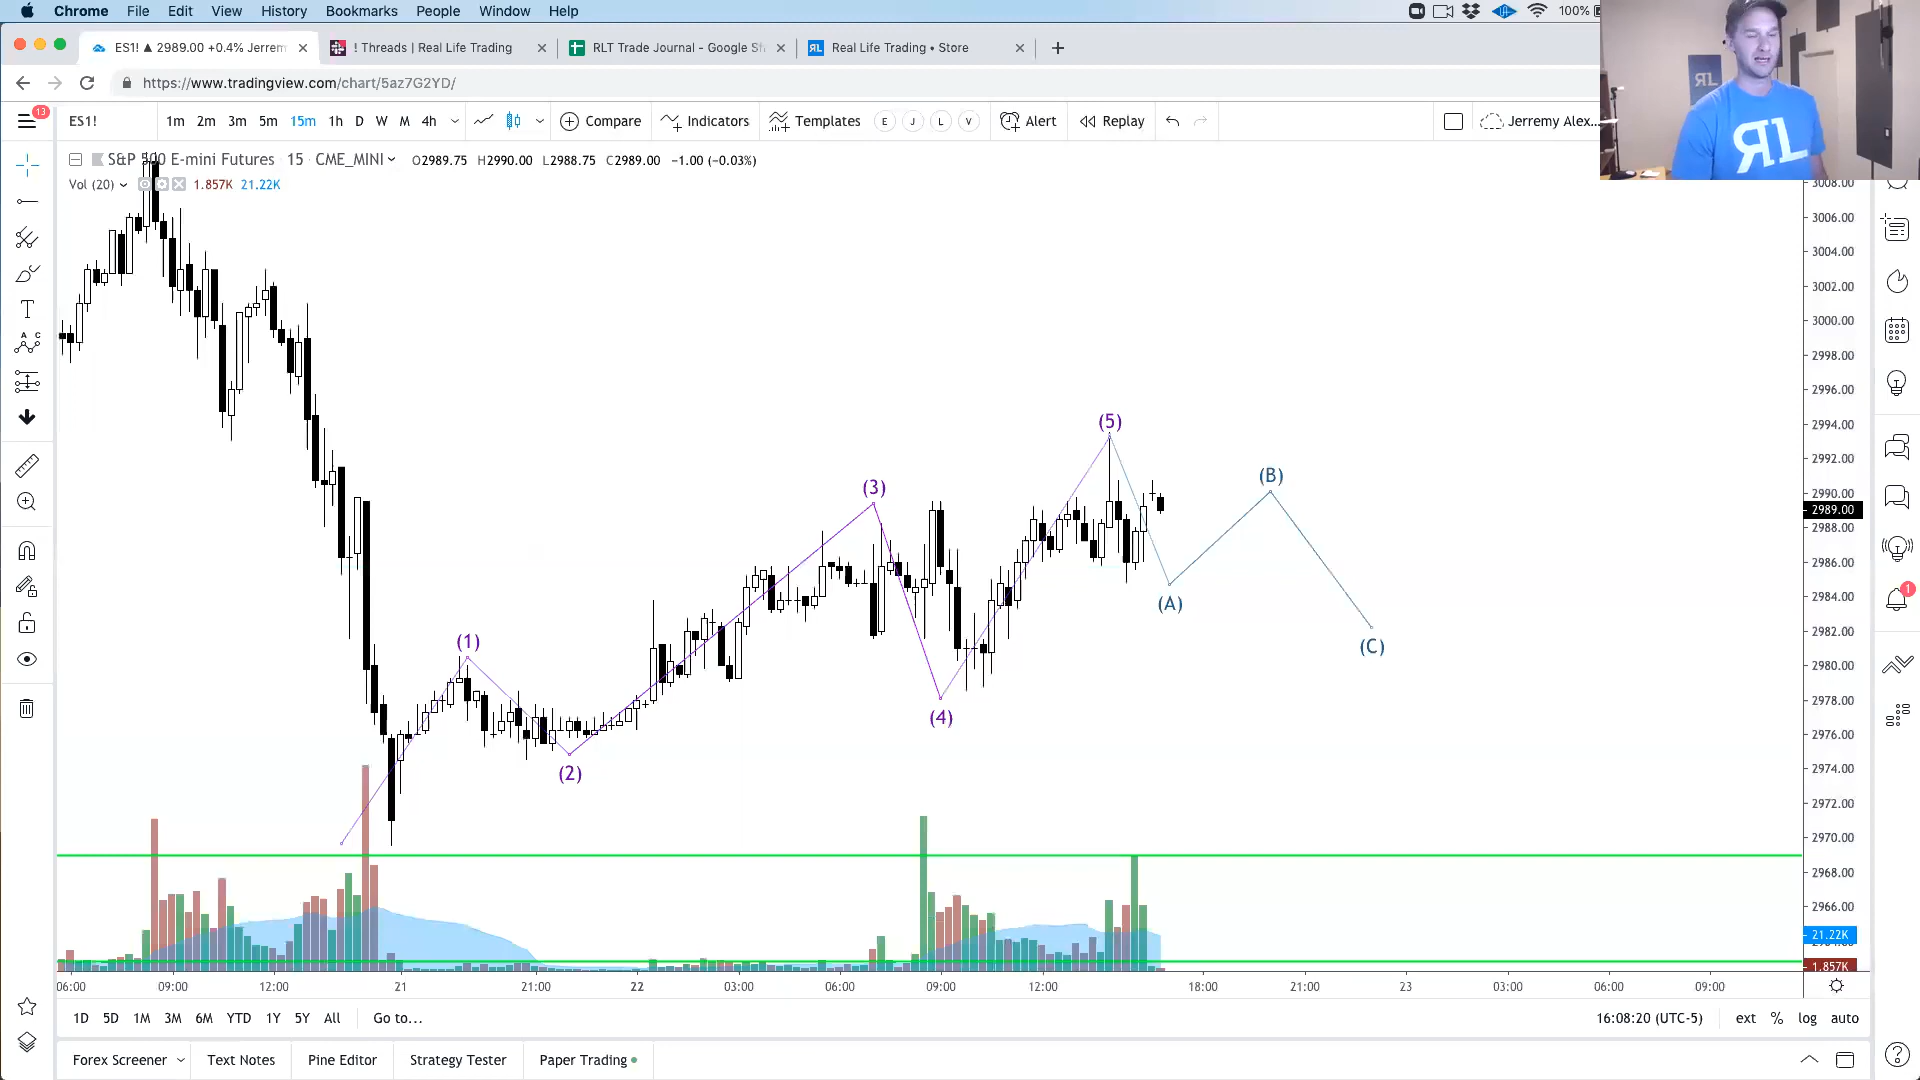 Chrome File Edit View History Bookmarks People Window Help 100%
ES1! ▲ 2989.00 +0.4% Jerrem
! Threads | Real Life Trading
RLT Trade Journal - Google Sh
RL Real Life Trading • Store
https://www.tradingview.com/chart/5az7G2YD/
13
ES1! 1m 2m 3m 5m 15m 1h D W M 4h Compare Indicators Templates E J L V Alert Replay Jerremy Alex...
RL
RL
S&P 500 E-mini Futures · 15 · CME_MINI O2989.75 H2990.00 L2988.75 C2989.00 −1.00 (−0.03%)
Vol (20) 1.857K 21.22K
3008.00
3006.00
3004.00
3002.00
3000.00
2998.00
2996.00
2994.00
2992.00
2990.00
2989.00
2988.00
2986.00
2984.00
2982.00
2980.00
2978.00
2976.00
2974.00
2972.00
2970.00
2968.00
2966.00
21.22K
1.857K
(5)
(B)
(3)
(A)
(1)
(C)
(4)
(2)
A C
T
1
06:00 09:00 12:00 21 21:00 22 03:00 06:00 09:00 12:00 18:00 21:00 23 03:00 06:00 09:00
1D 5D 1M 3M 6M YTD 1Y 5Y All Go to... 16:08:20 (UTC-5) ext % log auto
Forex Screener Text Notes Pine Editor Strategy Tester Paper Trading